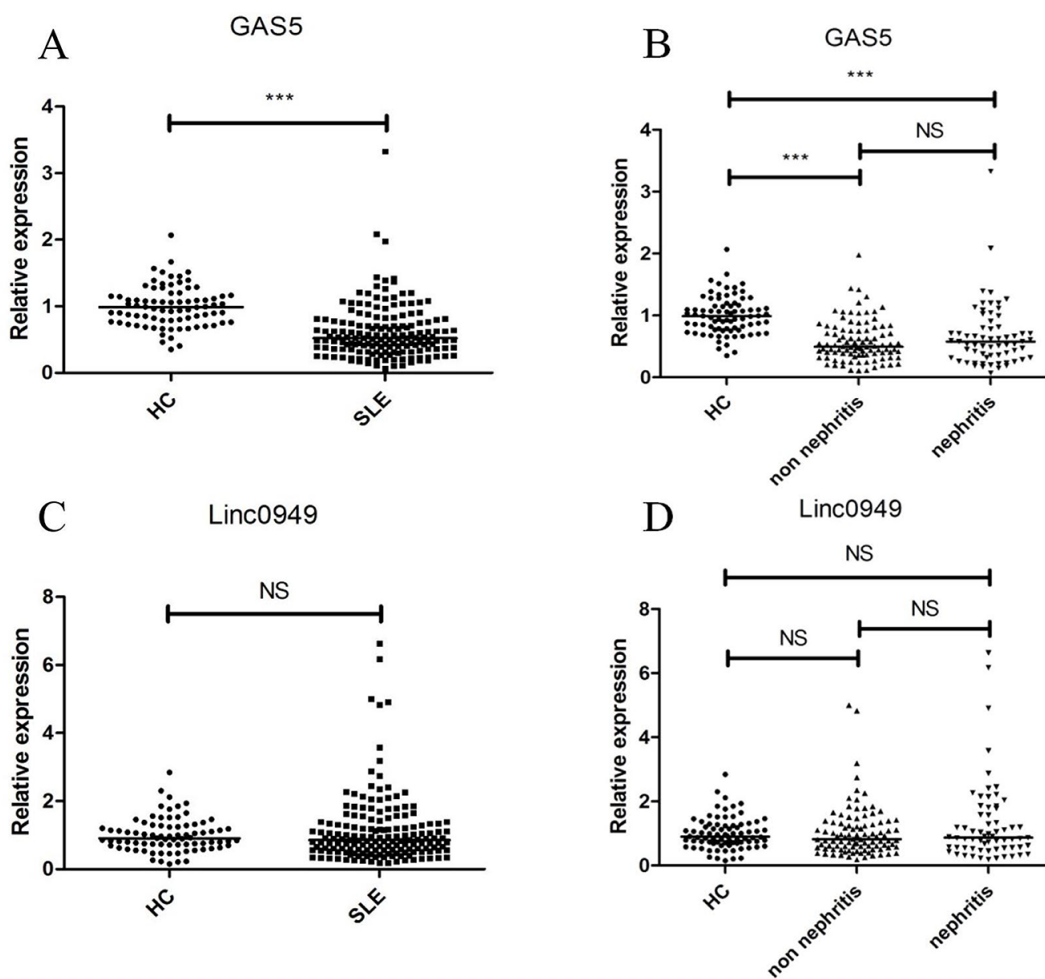 A
GAS5
***
Relative expression
4
3
2
1
0
HC
SLE
B
GAS5
***
NS
***
Relative expression
4
3
2
1
0
HC
non nephritis
nephritis
C
Linc0949
NS
Relative expression
8
6
4
2
0
HC
SLE
D
Linc0949
NS
NS
NS
Relative expression
8
6
4
2
0
HC
non nephritis
nephritis